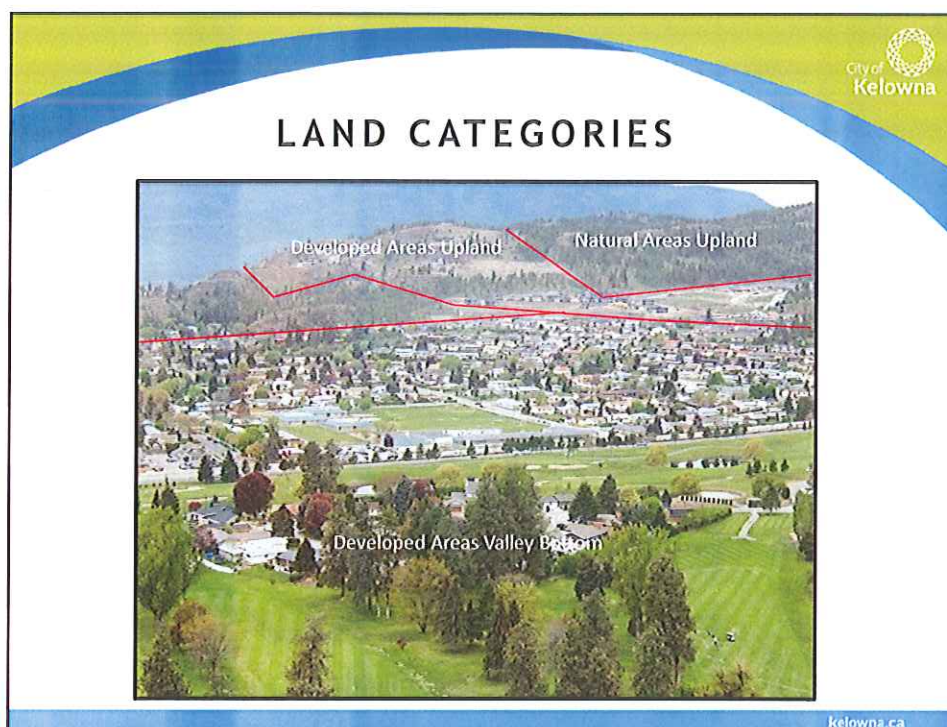 City of
Kelowna
LAND CATEGORIES
Developed Areas Upland
Natural Areas Upland
Developed Areas Valley Bottom
kelowna.ca